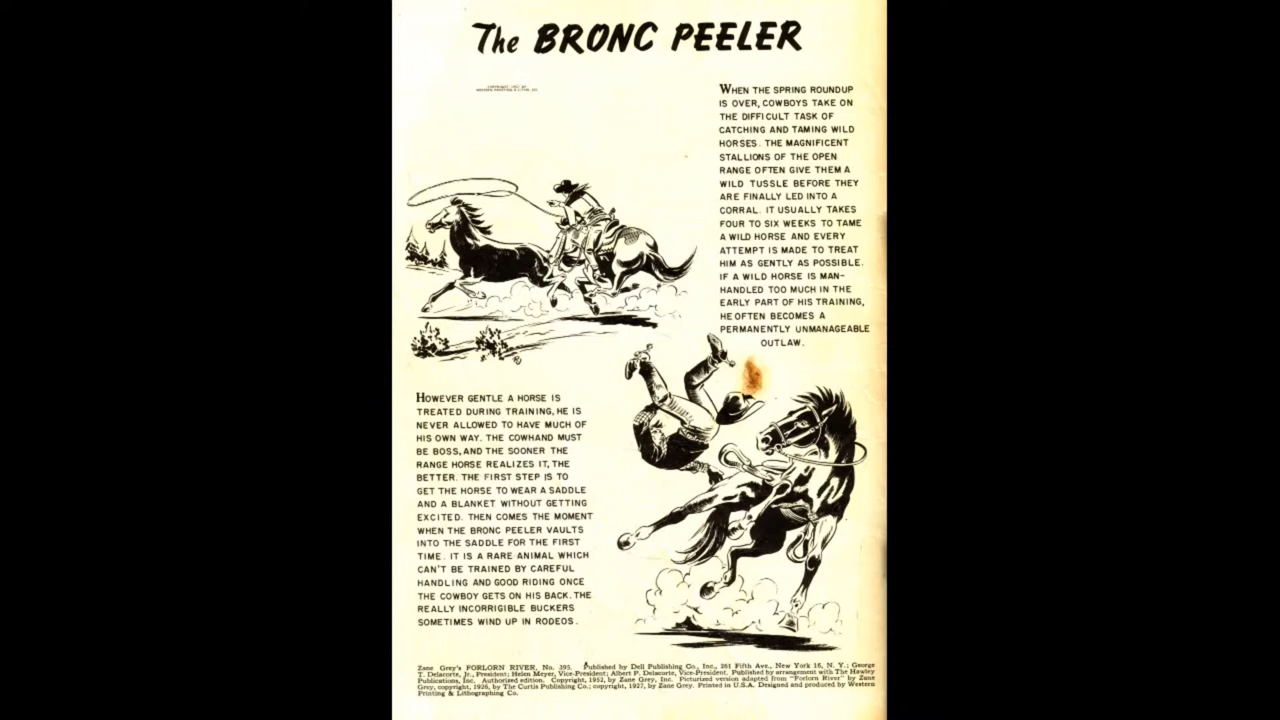 The BRONC PEELER
COPYRIGHT 1952 BY
WESTERN PRINTING & LITHO. CO.
WHEN THE SPRING ROUNDUP
IS OVER, COWBOYS TAKE ON
THE DIFFICULT TASK OF
CATCHING AND TAMING WILD
HORSES. THE MAGNIFICENT
STALLIONS OF THE OPEN
RANGE OFTEN GIVE THEM A
WILD TUSSLE BEFORE THEY
ARE FINALLY LED INTO A
CORRAL. IT USUALLY TAKES
FOUR TO SIX WEEKS TO TAME
A WILD HORSE AND EVERY
ATTEMPT IS MADE TO TREAT
HIM AS GENTLY AS POSSIBLE.
IF A WILD HORSE IS MAN-
HANDLED TOO MUCH IN THE
EARLY PART OF HIS TRAINING,
HE OFTEN BECOMES A
PERMANENTLY UNMANAGEABLE
OUTLAW.
HOWEVER GENTLE A HORSE IS
TREATED DURING TRAINING, HE IS
NEVER ALLOWED TO HAVE MUCH OF
HIS OWN WAY. THE COWHAND MUST
BE BOSS, AND THE SOONER THE
RANGE HORSE REALIZES IT, THE
BETTER. THE FIRST STEP IS TO
GET THE HORSE TO WEAR A SADDLE
AND A BLANKET WITHOUT GETTING
EXCITED. THEN COMES THE MOMENT
WHEN THE BRONC PEELER VAULTS
INTO THE SADDLE FOR THE FIRST
TIME. IT IS A RARE ANIMAL WHICH
CAN'T BE TRAINED BY CAREFUL
HANDLING AND GOOD RIDING ONCE
THE COWBOY GETS ON HIS BACK. THE
REALLY INCORRIGIBLE BUCKERS
SOMETIMES WIND UP IN RODEOS.
Zane Grey's FORLORN RIVER, No. 395. Published by Dell Publishing Co., Inc., 261 Fifth Ave., New York 16, N. Y.; George
T. Delacorte, Jr., President; Helen Meyer, Vice-President; Albert P. Delacorte, Vice-President. Published by arrangement with The Hawley
Publications, Inc. Authorized edition. Copyright, 1952, by Zane Grey, Inc. Picturized version adapted from "Forlorn River" by Zane
Grey, copyright, 1926, by The Curtis Publishing Co.; copyright, 1927, by Zane Grey. Printed in U.S.A. Designed and produced by Western
Printing & Lithographing Co.